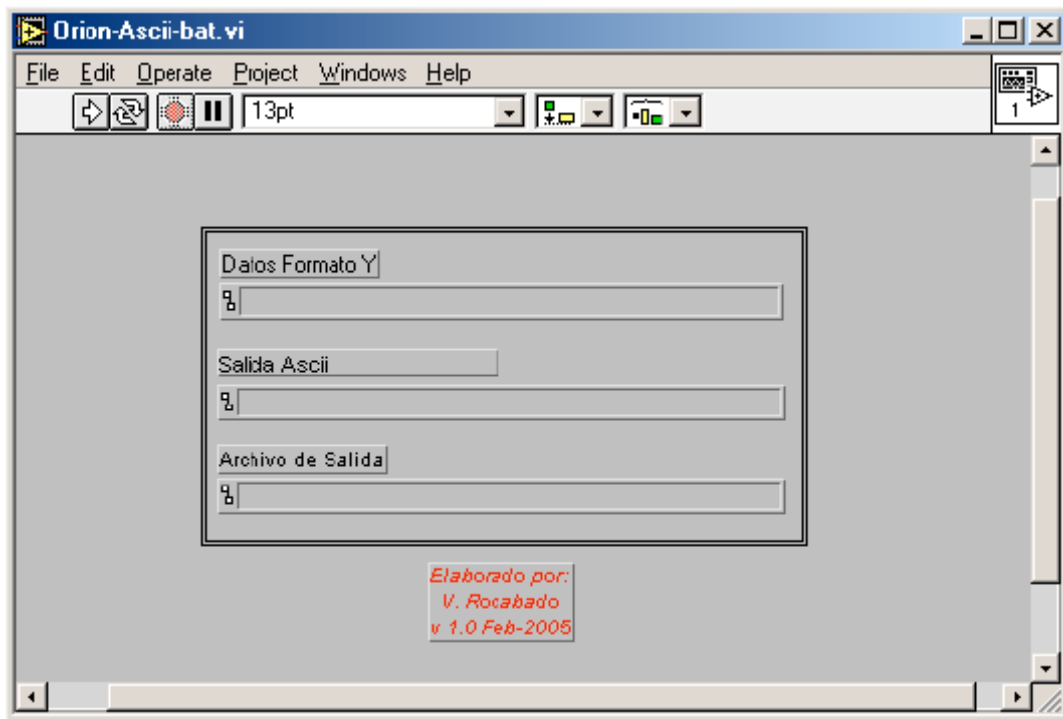 Orion-Ascii-bat.vi
File Edit Operate Project Windows Help
13pt
1
Datos Formato Y
Salida Ascii
Archivo de Salida
Elaborado por:
V. Rocabado
v 1.0 Feb-2005